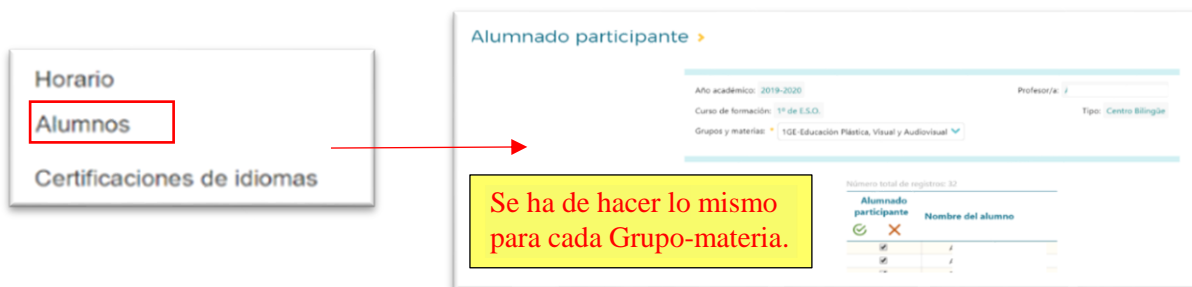 Horario
Alumnos
Certificaciones de idiomas
Alumnado participante >
Año académico: 2019-2020 Profesor/a:
Curso de formación: 1º de E.S.O. Tipo: Centro Bilingüe
Grupos y materias: * 1GE-Educación Plástica, Visual y Audiovisual
Se ha de hacer lo mismo
para cada Grupo-materia.
Número total de registros: 32
Alumnado
participante
Nombre del alumno